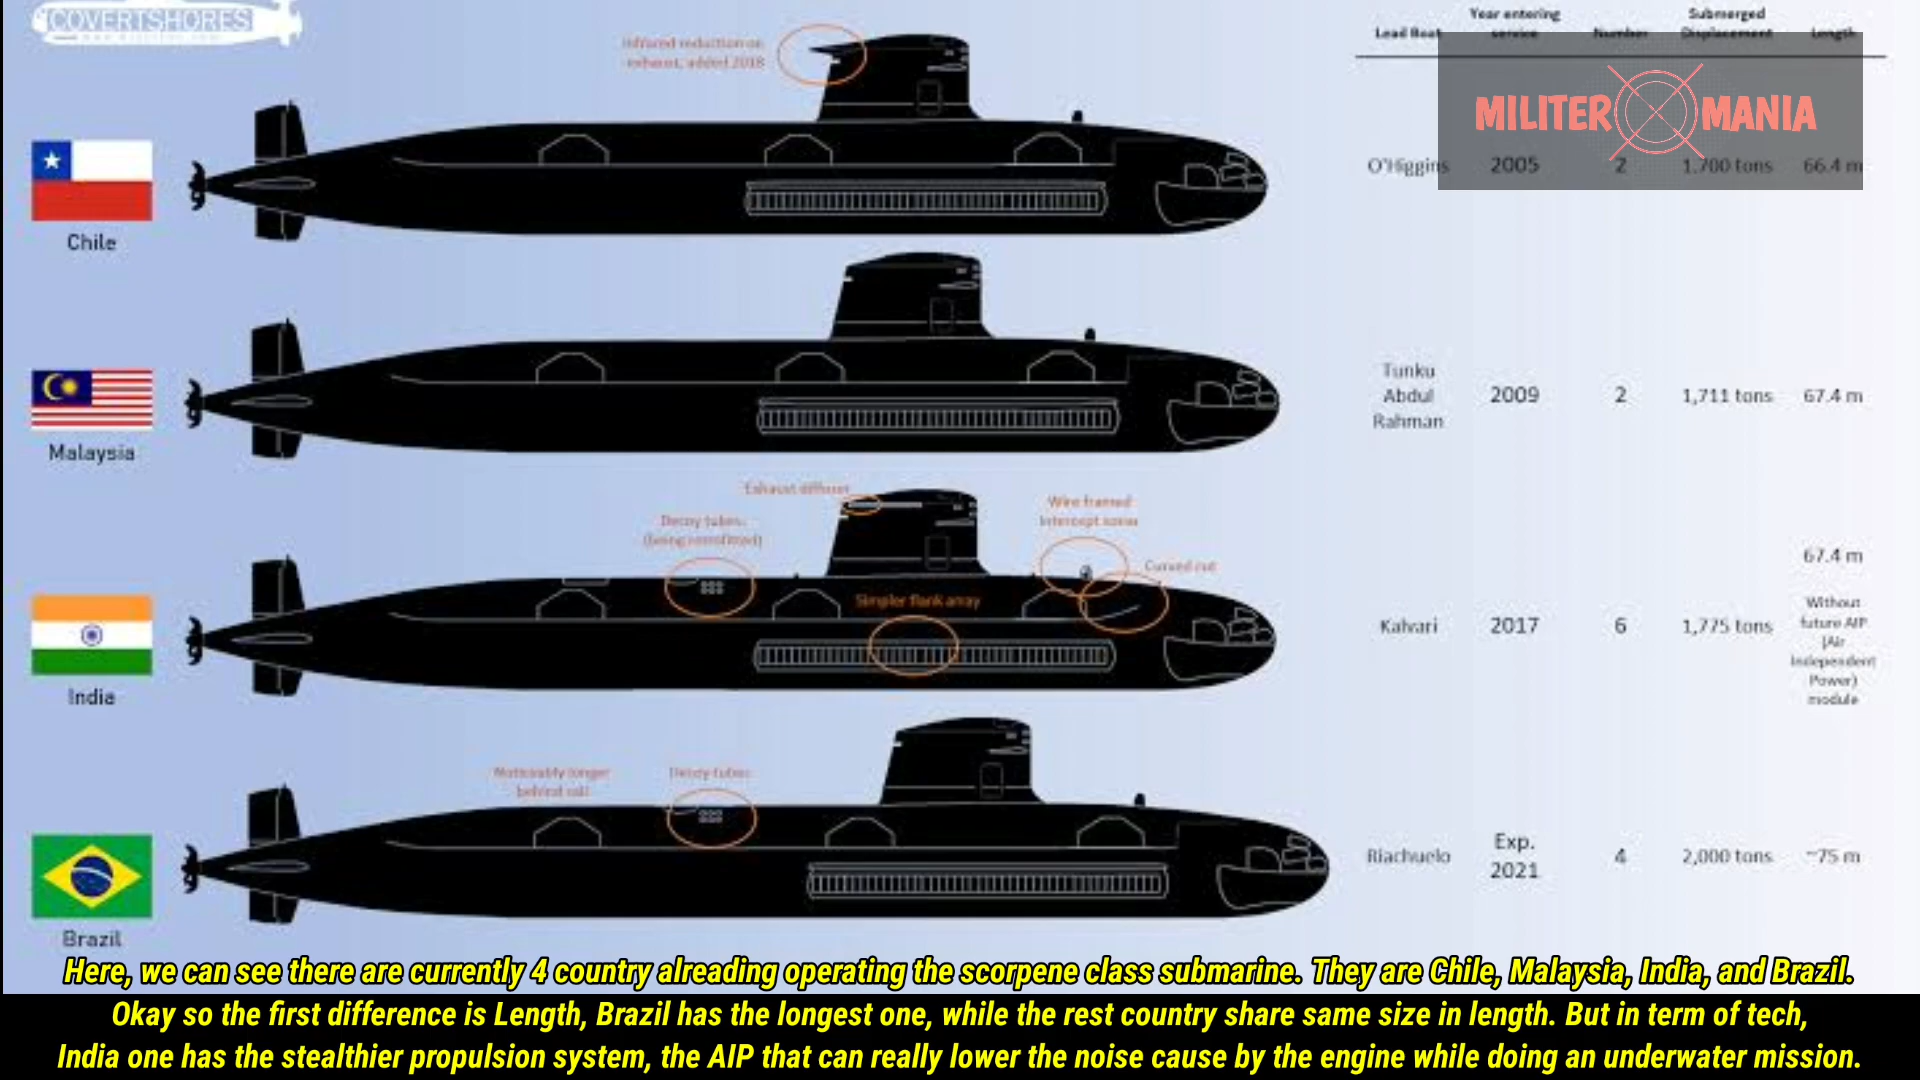 COVERTSHORES
Infrared reduction on
exhaust, added 2018
Year entering
service
Submerged
Displacement
Lead Boat
Number
Length
MILITER MANIA
O'Higgins 2005 2 1,700 tons 66.4 m
Chile
Tunku
Abdul
Rahman
2009 2 1,711 tons 67.4 m
Malaysia
Exhaust diffuser
Decoy tubes.
(being retrofitted)
Wire framed
intercept sonar
Curved cut
Simpler flank array
67.4 m
Without
future AIP
(Air
Independent
Power)
module
Kalvari 2017 6 1,775 tons
India
Noticeably longer
behind sail
Decoy tubes
Exp.
2021
Riachuelo 4 2,000 tons ~75 m
Brazil
Here, we can see there are currently 4 country alreading operating the scorpene class submarine. They are Chile, Malaysia, India, and Brazil.
Okay so the first difference is Length, Brazil has the longest one, while the rest country share same size in length. But in term of tech,
India one has the stealthier propulsion system, the AIP that can really lower the noise cause by the engine while doing an underwater mission.